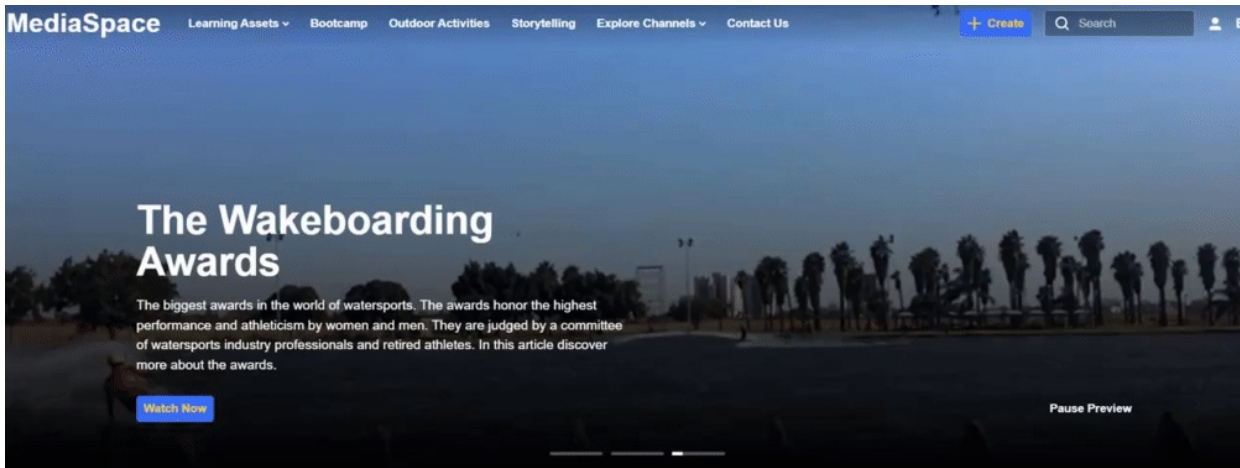 MediaSpace Learning Assets Bootcamp Outdoor Activities Storytelling Explore Channels Contact Us + Create Search
The Wakeboarding
Awards
The biggest awards in the world of watersports. The awards honor the highest
performance and athleticism by women and men. They are judged by a committee
of watersports industry professionals and retired athletes. In this article discover
more about the awards.
Watch Now
Pause Preview